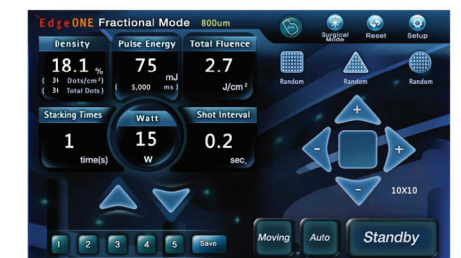 EdgeONE Fractional Mode 800um
Surgical Mode
Reset
Setup
Density
18.1 %
( 31 Dots/cm²)
( 31 Total Dots)
Pulse Energy
75 mJ
( 5,000 ms )
Total Fluence
2.7
J/cm²
Random
Random
Random
Stacking Times
1
time(s)
Watt
15
W
Shot Interval
0.2
sec.
+
-
+
-
10X10
1
2
3
4
5
Save
Moving
Auto
Standby